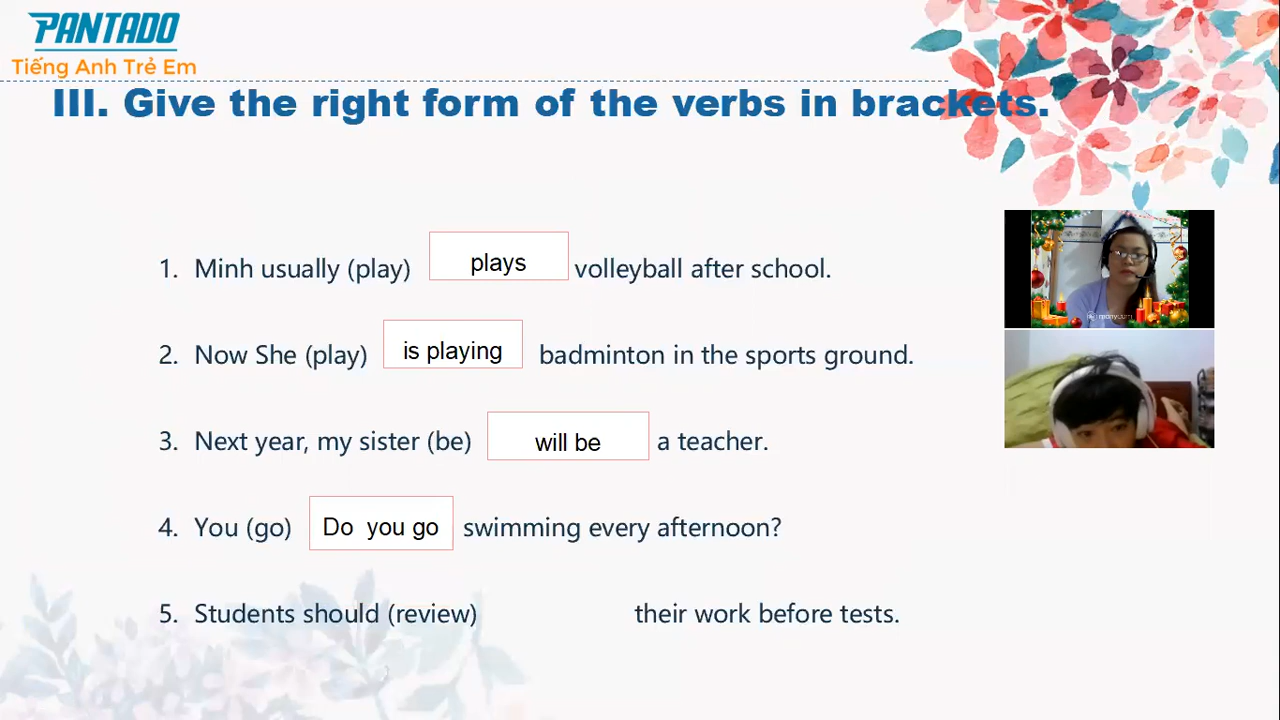 PANTADO
Tiếng Anh Trẻ Em
III. Give the right form of the verbs in brackets.
1. Minh usually (play) plays volleyball after school.
2. Now She (play) is playing badminton in the sports ground.
3. Next year, my sister (be) will be a teacher.
manycam
4. You (go) Do you go swimming every afternoon?
5. Students should (review) their work before tests.